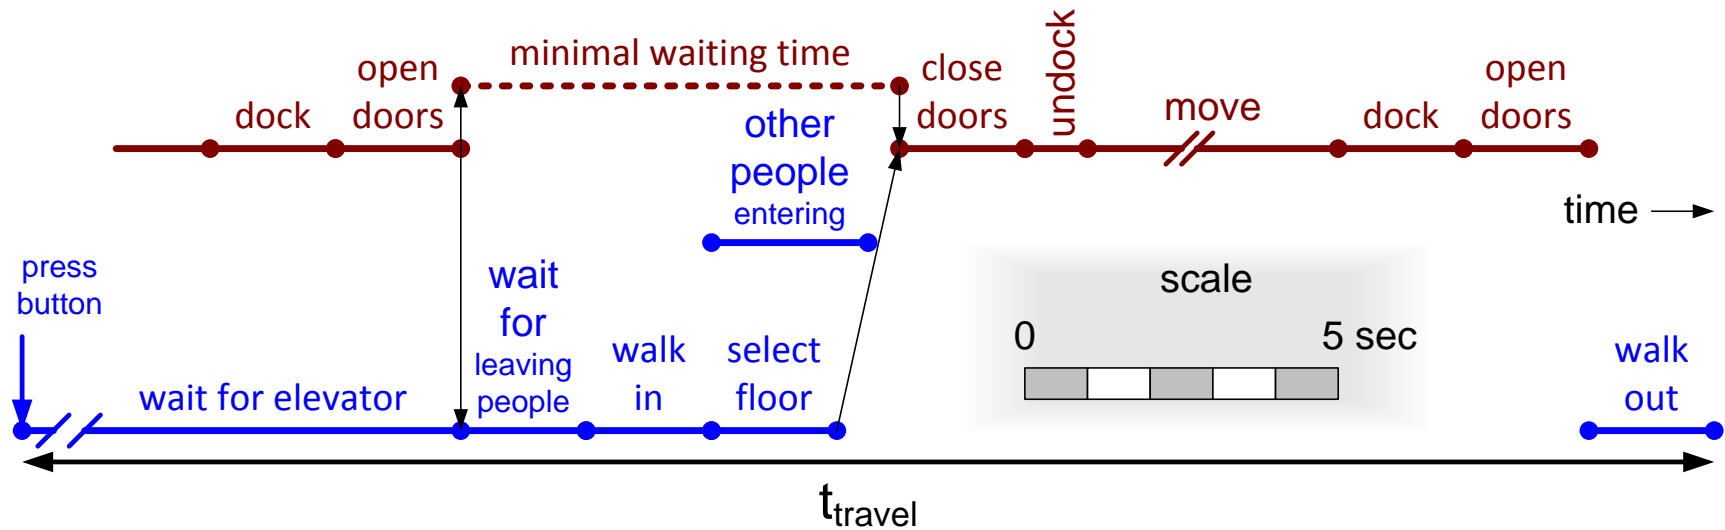 open
doors
dock
minimal waiting time
close
doors
undock
move
dock
open
doors
other
people
entering
time
press
button
wait
for
leaving
people
scale
0
5 sec
wait for elevator
walk
in
select
floor
walk
out
ttravel